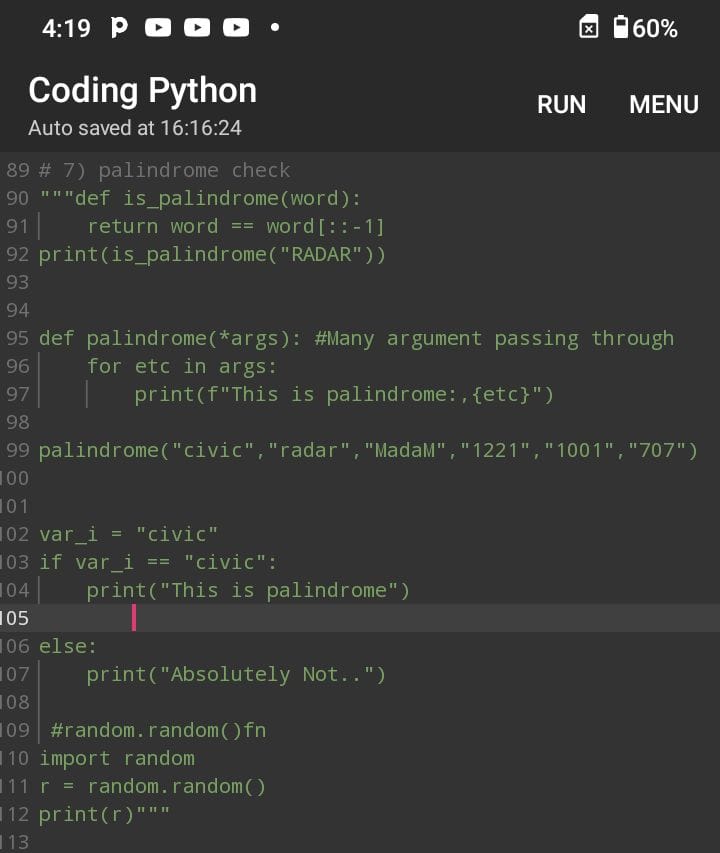 4:19 60%
Coding Python
RUN MENU
Auto saved at 16:16:24
89 # 7) palindrome check
90 """def is_palindrome(word):
91     return word == word[::-1]
92 print(is_palindrome("RADAR"))
93
94
95 def palindrome(*args): #Many argument passing through
96     for etc in args:
97         print(f"This is palindrome:,{etc}")
98
99 palindrome("civic","radar","MadaM","1221","1001","707")
100
101
102 var_i = "civic"
103 if var_i == "civic":
104     print("This is palindrome")
105
106 else:
107     print("Absolutely Not..")
108
109  #random.random()fn
110 import random
111 r = random.random()
112 print(r)"""
113